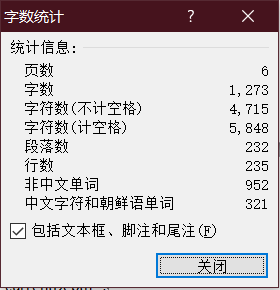 字数统计
统计信息:
页数 6
字数 1,273
字符数(不计空格) 4,715
字符数(计空格) 5,848
段落数 232
行数 235
非中文单词 952
中文字符和朝鲜语单词 321
包括文本框、脚注和尾注(F)
关闭